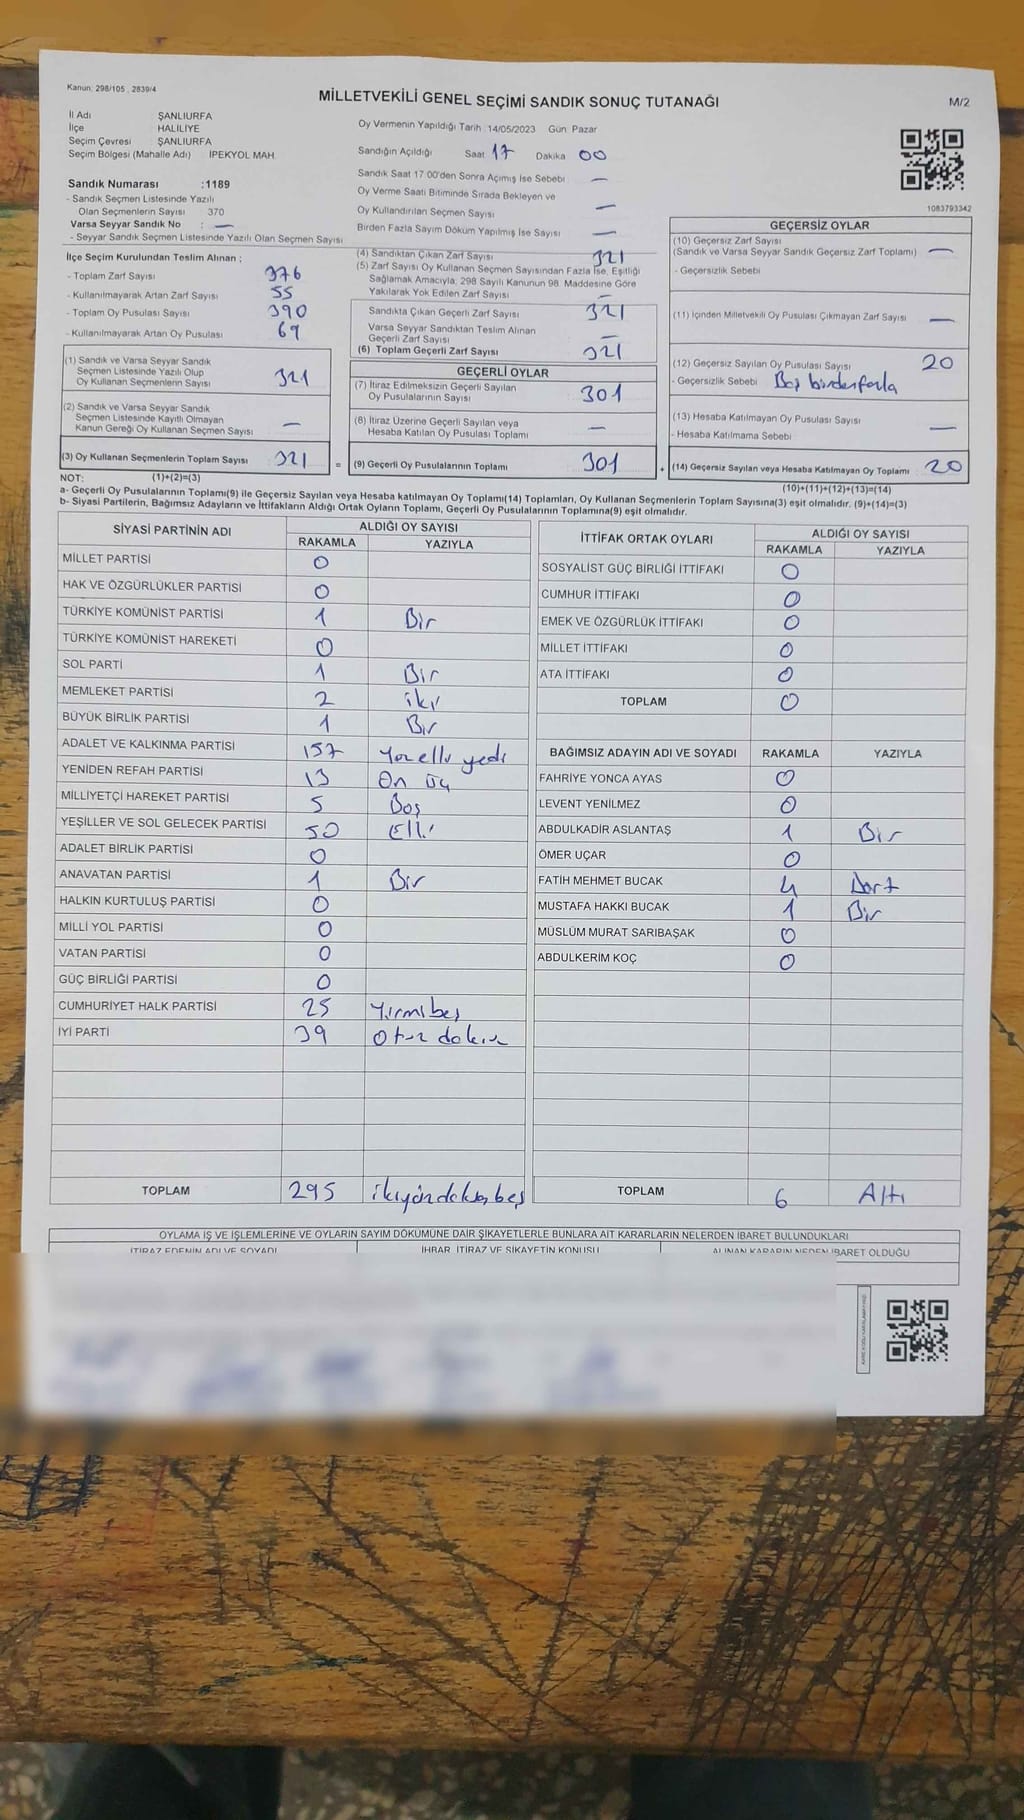 Kanun: 298/105 , 2839/4
MİLLETVEKİLİ GENEL SEÇİMİ SANDIK SONUÇ TUTANAĞI
M/2
İl Adı ŞANLIURFA
İlçe HALİLİYE
Seçim Çevresi ŞANLIURFA
Seçim Bölgesi (Mahalle Adı) İPEKYOL MAH.
Sandık Numarası :1189
- Sandık Seçmen Listesinde Yazılı
Olan Seçmenlerin Sayısı 370
Varsa Seyyar Sandık No : —
- Seyyar Sandık Seçmen Listesinde Yazılı Olan Seçmen Sayısı
Oy Vermenin Yapıldığı Tarih :14/05/2023 Gün: Pazar
Sandığın Açıldığı Saat 17 Dakika 00
Sandık Saat 17.00'den Sonra Açımış İse Sebebi —
Oy Verme Saati Bitiminde Sırada Bekleyen ve
Oy Kullandırılan Seçmen Sayısı —
Birden Fazla Sayım Döküm Yapılmış İse Sayısı —
1083793342
İlçe Seçim Kurulundan Teslim Alınan ;
- Toplam Zarf Sayısı 376
- Kullanılmayarak Artan Zarf Sayısı 55
- Toplam Oy Pusulası Sayısı 390
- Kullanılmayarak Artan Oy Pusulası 69
(1) Sandık ve Varsa Seyyar Sandık
Seçmen Listesinde Yazılı Olup
Oy Kullanan Seçmenlerin Sayısı 321
(2) Sandık ve Varsa Seyyar Sandık
Seçmen Listesinde Kayıtlı Olmayan
Kanun Gereği Oy Kullanan Seçmen Sayısı —
(3) Oy Kullanan Seçmenlerin Toplam Sayısı 321 =
(4) Sandıktan Çıkan Zarf Sayısı 321
(5) Zarf Sayısı Oy Kullanan Seçmen Sayısından Fazla İse, Eşitliği
Sağlamak Amacıyla; 298 Sayılı Kanunun 98. Maddesine Göre
Yakılarak Yok Edilen Zarf Sayısı —
Sandıkta Çıkan Geçerli Zarf Sayısı 321
Varsa Seyyar Sandıktan Teslim Alınan
Geçerli Zarf Sayısı —
(6) Toplam Geçerli Zarf Sayısı 321
GEÇERLİ OYLAR
(7) İtiraz Edilmeksizin Geçerli Sayılan
Oy Pusulalarının Sayısı 301
(8) İtiraz Üzerine Geçerli Sayılan veya
Hesaba Katılan Oy Pusulası Toplamı —
(9) Geçerli Oy Pusulalarının Toplamı 301 +
GEÇERSİZ OYLAR
(10) Geçersiz Zarf Sayısı
(Sandık ve Varsa Seyyar Sandık Geçersiz Zarf Toplamı) —
- Geçersizlik Sebebi
(11) İçinden Milletvekili Oy Pusulası Çıkmayan Zarf Sayısı —
(12) Geçersiz Sayılan Oy Pusulası Sayısı 20
- Geçersizlik Sebebi
(13) Hesaba Katılmayan Oy Pusulası Sayısı —
- Hesaba Katılmama Sebebi
(14) Geçersiz Sayılan veya Hesaba Katılmayan Oy Toplamı 20
NOT: (1)+(2)=(3)
(10)+(11)+(12)+(13)=(14)
a- Geçerli Oy Pusulalarının Toplamı(9) ile Geçersiz Sayılan veya Hesaba katılmayan Oy Toplamı(14) Toplamları, Oy Kullanan Seçmenlerin Toplam Sayısına(3) eşit olmalıdır. (9)+(14)=(3)
b- Siyasi Partilerin, Bağımsız Adayların ve İttifakların Aldığı Ortak Oyların Toplamı, Geçerli Oy Pusulalarının Toplamına(9) eşit olmalıdır.
SİYASİ PARTİNİN ADI ALDIĞI OY SAYISI
RAKAMLA YAZIYLA
MİLLET PARTİSİ 0
HAK VE ÖZGÜRLÜKLER PARTİSİ 0
TÜRKİYE KOMÜNİST PARTİSİ 1 Bir
TÜRKİYE KOMÜNİST HAREKETİ 0
SOL PARTİ 1 Bir
MEMLEKET PARTİSİ 2 iki
BÜYÜK BİRLİK PARTİSİ 1 Bir
ADALET VE KALKINMA PARTİSİ 157 Yüzelli yedi
YENİDEN REFAH PARTİSİ 13 On üç
MİLLİYETÇİ HAREKET PARTİSİ 5 Beş
YEŞİLLER VE SOL GELECEK PARTİSİ 50 Elli
ADALET BİRLİK PARTİSİ 0
ANAVATAN PARTİSİ 1 Bir
HALKIN KURTULUŞ PARTİSİ 0
MİLLİ YOL PARTİSİ 0
VATAN PARTİSİ 0
GÜÇ BİRLİĞİ PARTİSİ 0
CUMHURİYET HALK PARTİSİ 25 Yirmi beş
İYİ PARTİ 39 Otuz dokuz
TOPLAM 295 ikiyüzdoksanbeş
İTTİFAK ORTAK OYLARI ALDIĞI OY SAYISI
RAKAMLA YAZIYLA
SOSYALİST GÜÇ BİRLİĞİ İTTİFAKI 0
CUMHUR İTTİFAKI 0
EMEK VE ÖZGÜRLÜK İTTİFAKI 0
MİLLET İTTİFAKI 0
ATA İTTİFAKI 0
TOPLAM 0
BAĞIMSIZ ADAYIN ADI VE SOYADI RAKAMLA YAZIYLA
FAHRİYE YONCA AYAS 0
LEVENT YENİLMEZ 0
ABDULKADİR ASLANTAŞ 1 Bir
ÖMER UÇAR 0
FATİH MEHMET BUCAK 4 Dört
MUSTAFA HAKKI BUCAK 1 Bir
MÜSLÜM MURAT SARIBAŞAK 0
ABDULKERİM KOÇ 0
TOPLAM 6 Altı
OYLAMA İŞ VE İŞLEMLERİNE VE OYLARIN SAYIM DÖKÜMÜNE DAİR ŞİKAYETLERLE BUNLARA AİT KARARLARIN NELERDEN İBARET BULUNDUKLARI
İTİRAZ EDENİN ADI VE SOYADI İHBAR, İTİRAZ VE ŞİKAYETİN KONUSU ALINAN KARARIN NEDEN İBARET OLDUĞU